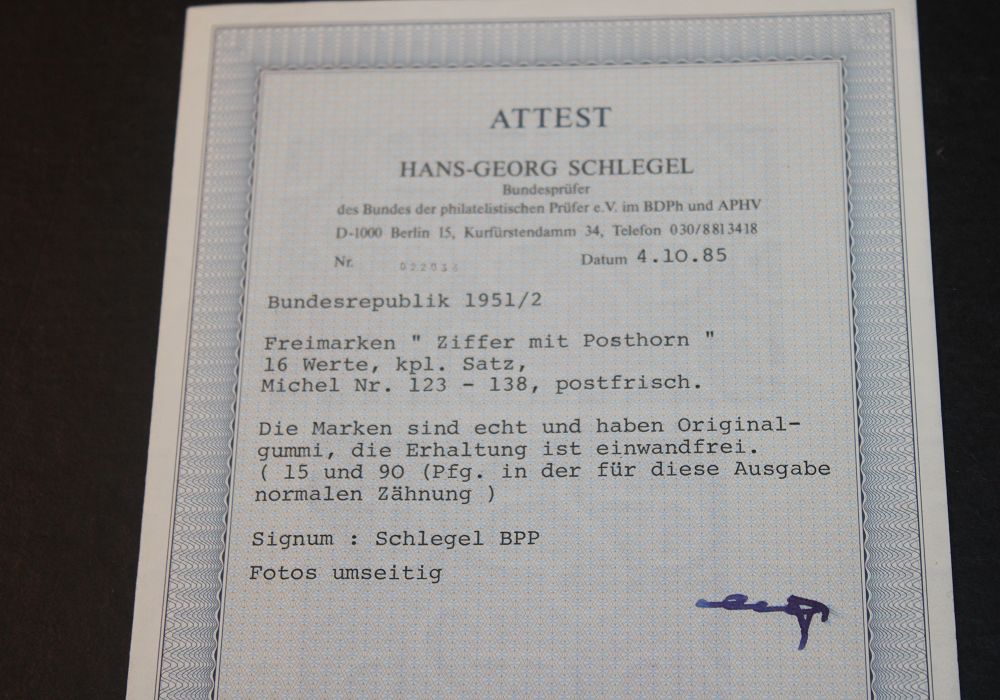 ATTEST
HANS-GEORG SCHLEGEL
Bundesprüfer
des Bundes der philatelistischen Prüfer e.V. im BDPh und APHV
D-1000 Berlin 15, Kurfürstendamm 34, Telefon 030/8813418
Nr. Datum 4.10.85
Bundesrepublik 1951/2
Freimarken " Ziffer mit Posthorn "
16 Werte, kpl. Satz,
Michel Nr. 123 - 138, postfrisch.
Die Marken sind echt und haben Original-
gummi, die Erhaltung ist einwandfrei.
( 15 und 90 (Pfg. in der für diese Ausgabe
normalen Zähnung )
Signum : Schlegel BPP
Fotos umseitig